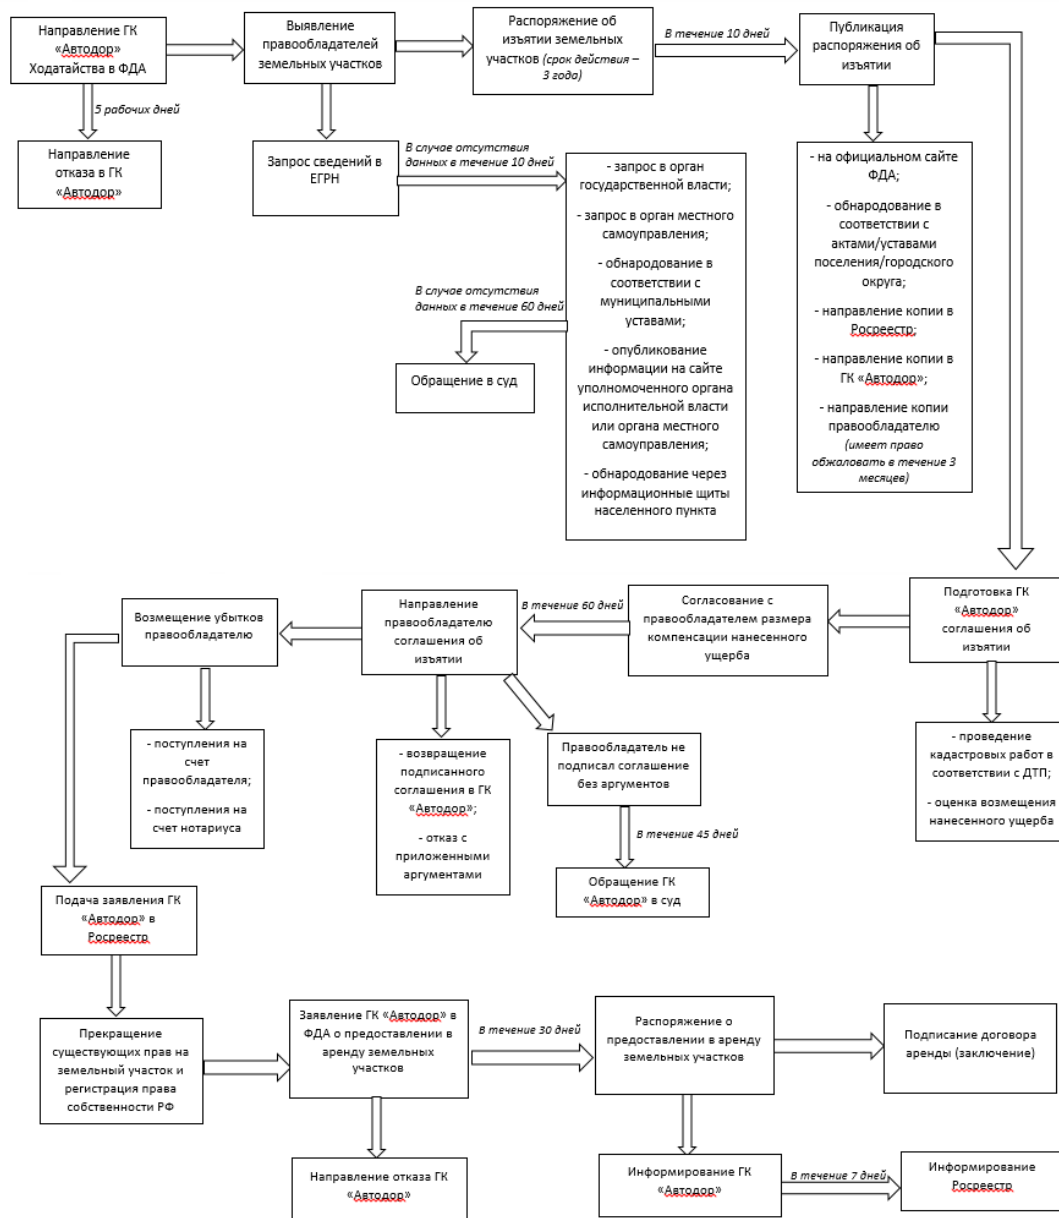 Направление ГК
«Автодор»
Ходатайства в ФДА
Выявление
правообладателей
земельных участков
Распоряжение об
изъятии земельных
участков (срок действия –
3 года)
В течение 10 дней
Публикация
распоряжения об
изъятии
5 рабочих дней
Направление
отказа в ГК
«Автодор»
Запрос сведений в
ЕГРН
В случае отсутствия
данных в течение 10 дней
- запрос в орган
государственной власти;
- запрос в орган местного
самоуправления;
- обнародование в
соответствии с
муниципальными
уставами;
- опубликование
информации на сайте
уполномоченного органа
исполнительной власти
или органа местного
самоуправления;
- обнародование через
информационные щиты
населенного пункта
- на официальном сайте
ФДА;
- обнародование в
соответствии с
актами/уставами
поселения/городского
округа;
- направление копии в
Росреестр;
- направление копии в
ГК «Автодор»;
- направление копии
правообладателю
(имеет право
обжаловать в течение 3
месяцев)
В случае отсутствия
данных в течение 60 дней
Обращение в суд
Подготовка ГК
«Автодор»
соглашения об
изъятии
Согласование с
правообладателем размера
компенсации нанесенного
ущерба
В течение 60 дней
Направление
правообладателю
соглашения об
изъятии
Возмещение убытков
правообладателю
- поступления на
счет
правообладателя;
- поступления на
счет нотариуса
- возвращение
подписанного
соглашения в ГК
«Автодор»;
- отказ с
приложенными
аргументами
Правообладатель не
подписал соглашение
без аргументов
В течение 45 дней
Обращение ГК
«Автодор» в суд
- проведение
кадастровых работ в
соответствии с ДТП;
- оценка возмещения
нанесенного ущерба
Подача заявления ГК
«Автодор» в
Росреестр
Прекращение
существующих прав на
земельный участок и
регистрация права
собственности РФ
Заявление ГК «Автодор» в
ФДА о предоставлении в
аренду земельных
участков
В течение 30 дней
Распоряжение о
предоставлении в аренду
земельных участков
Подписание договора
аренды (заключение)
Направление отказа ГК
«Автодор»
Информирование ГК
«Автодор»
В течение 7 дней
Информирование
Росреестр